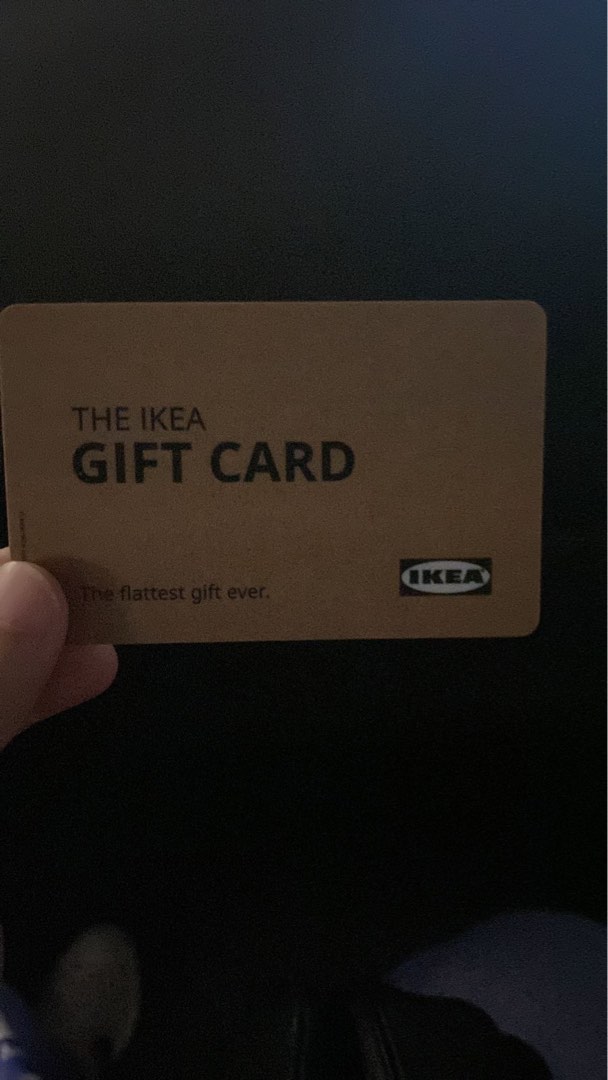 THE IKEA
GIFT CARD
The flattest gift ever.
IKEA